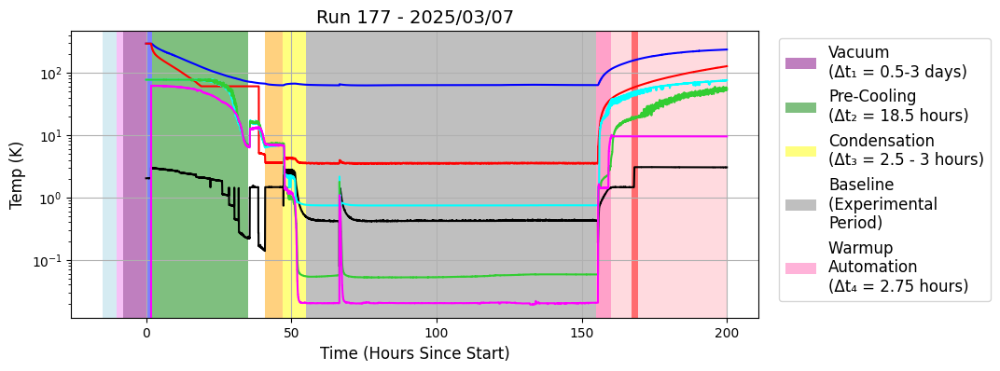 Run 177 - 2025/03/07
Temp (K)
10²
10¹
10⁰
10⁻¹
0
50
100
150
200
Time (Hours Since Start)
Vacuum
(Δt₁ = 0.5-3 days)
Pre-Cooling
(Δt₂ = 18.5 hours)
Condensation
(Δt₃ = 2.5 - 3 hours)
Baseline
(Experimental
Period)
Warmup
Automation
(Δt₄ = 2.75 hours)